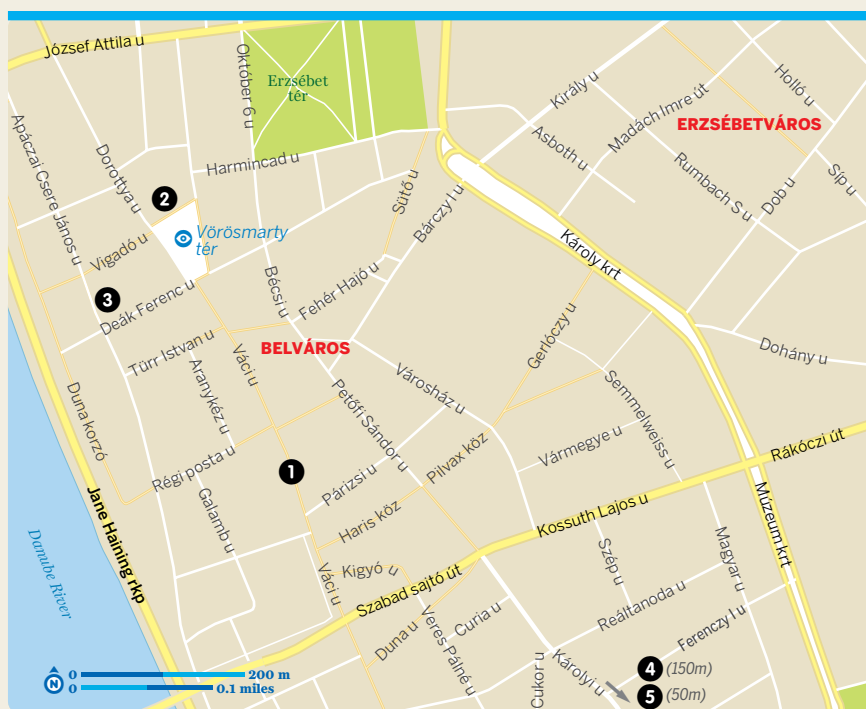 József Attila u
Október 6 u
Erzsébet
tér
Király u
Holló u
Madách Imre út
ERZSÉBETVÁROS
Asboth u
Apáczai Csere János u
Dorottya u
Harmincad u
Rumbach S u
Síp u
Sütő u
Dob u
2
Bárczy I u
Vörösmarty
tér
Vigadó u
Károly krt
3
Bécsi u
Fehér Hajó u
Deák Ferenc u
Gerlóczy u
Türr Istvan u
BELVÁROS
Dohány u
Váci u
Aranykéz u
Városház u
Semmelweiss u
Duna korzó
Petőfi Sándor u
Vármegye u
Rákóczi út
Régi posta u
1
Párizsi u
Pilvax köz
Galamb u
Haris köz
Kossuth Lajos u
Múzeum krt
Jane Haining rkp
Danube River
Váci u
Kigyó u
Szabad sajtó út
Szép u
Magyar u
Reáltanoda u
Ferenczy I u
Duna u
Veres Pálné u
Curia u
Cukor u
Károlyi u
4 (150m)
5 (50m)
N
0 200 m
0 0.1 miles